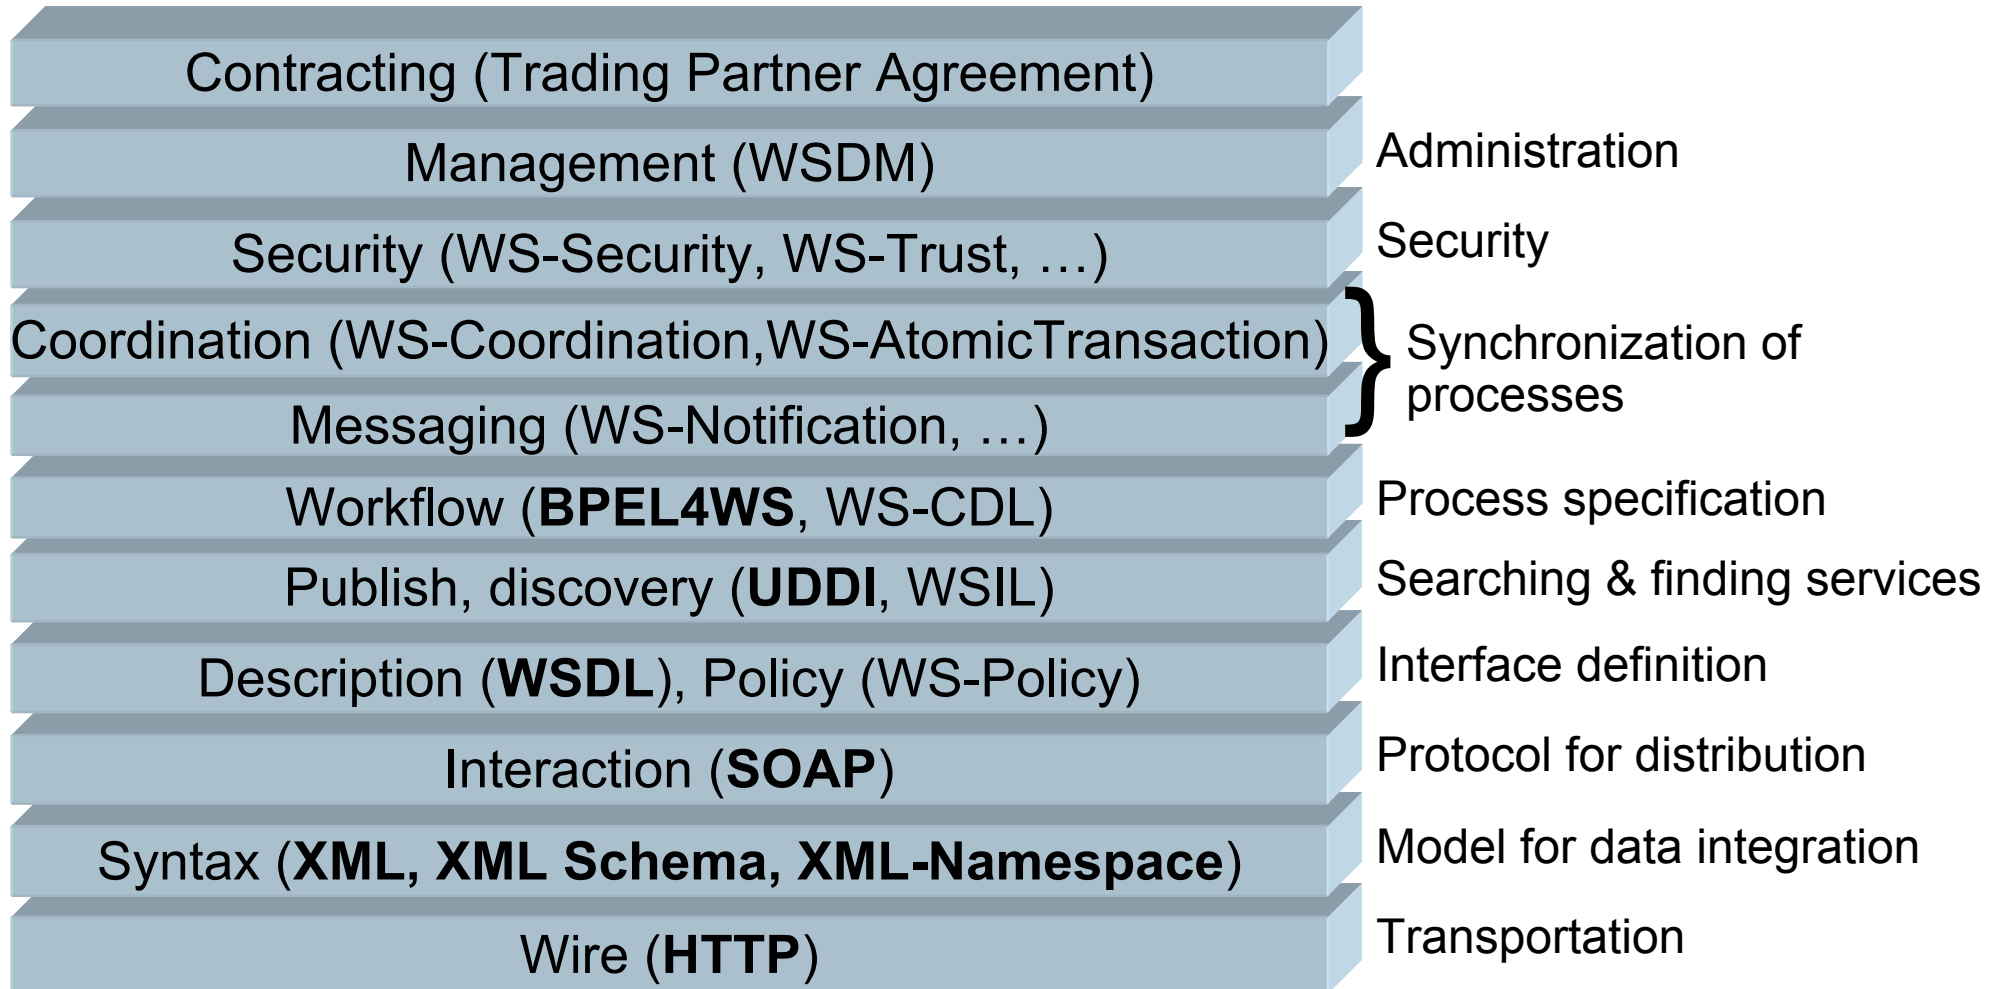 Contracting (Trading Partner Agreement)
Management (WSDM)
Administration
Security (WS-Security, WS-Trust, …)
Security
Coordination (WS-Coordination,WS-AtomicTransaction)
Messaging (WS-Notification, …)
} Synchronization of
processes
Workflow (BPEL4WS, WS-CDL)
Process specification
Publish, discovery (UDDI, WSIL)
Searching & finding services
Description (WSDL), Policy (WS-Policy)
Interface definition
Interaction (SOAP)
Protocol for distribution
Syntax (XML, XML Schema, XML-Namespace)
Model for data integration
Wire (HTTP)
Transportation